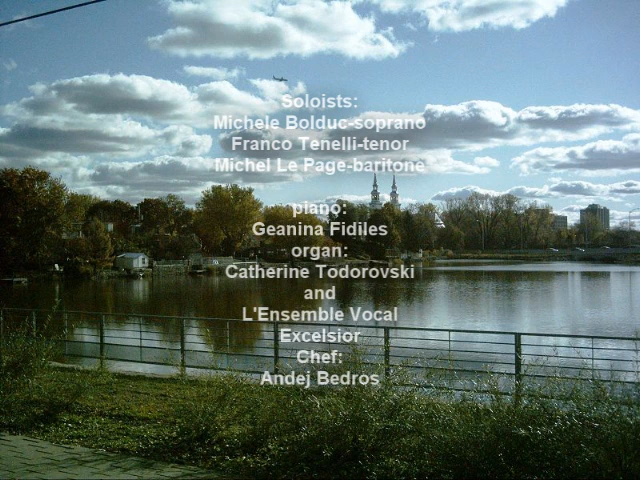 Soloists:
Michele Bolduc-soprano
Franco Tenelli-tenor
Michel Le Page-baritone
piano:
Geanina Fidiles
organ:
Catherine Todorovski
and
L'Ensemble Vocal
Excelsior
Chef:
Andej Bedros